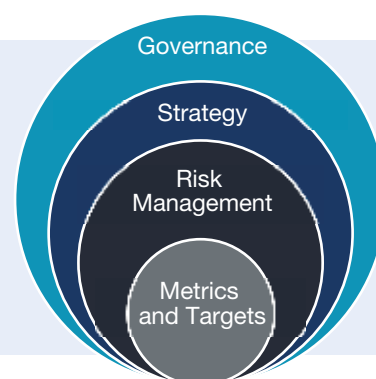 Governance
Strategy
Risk
Management
Metrics
and Targets